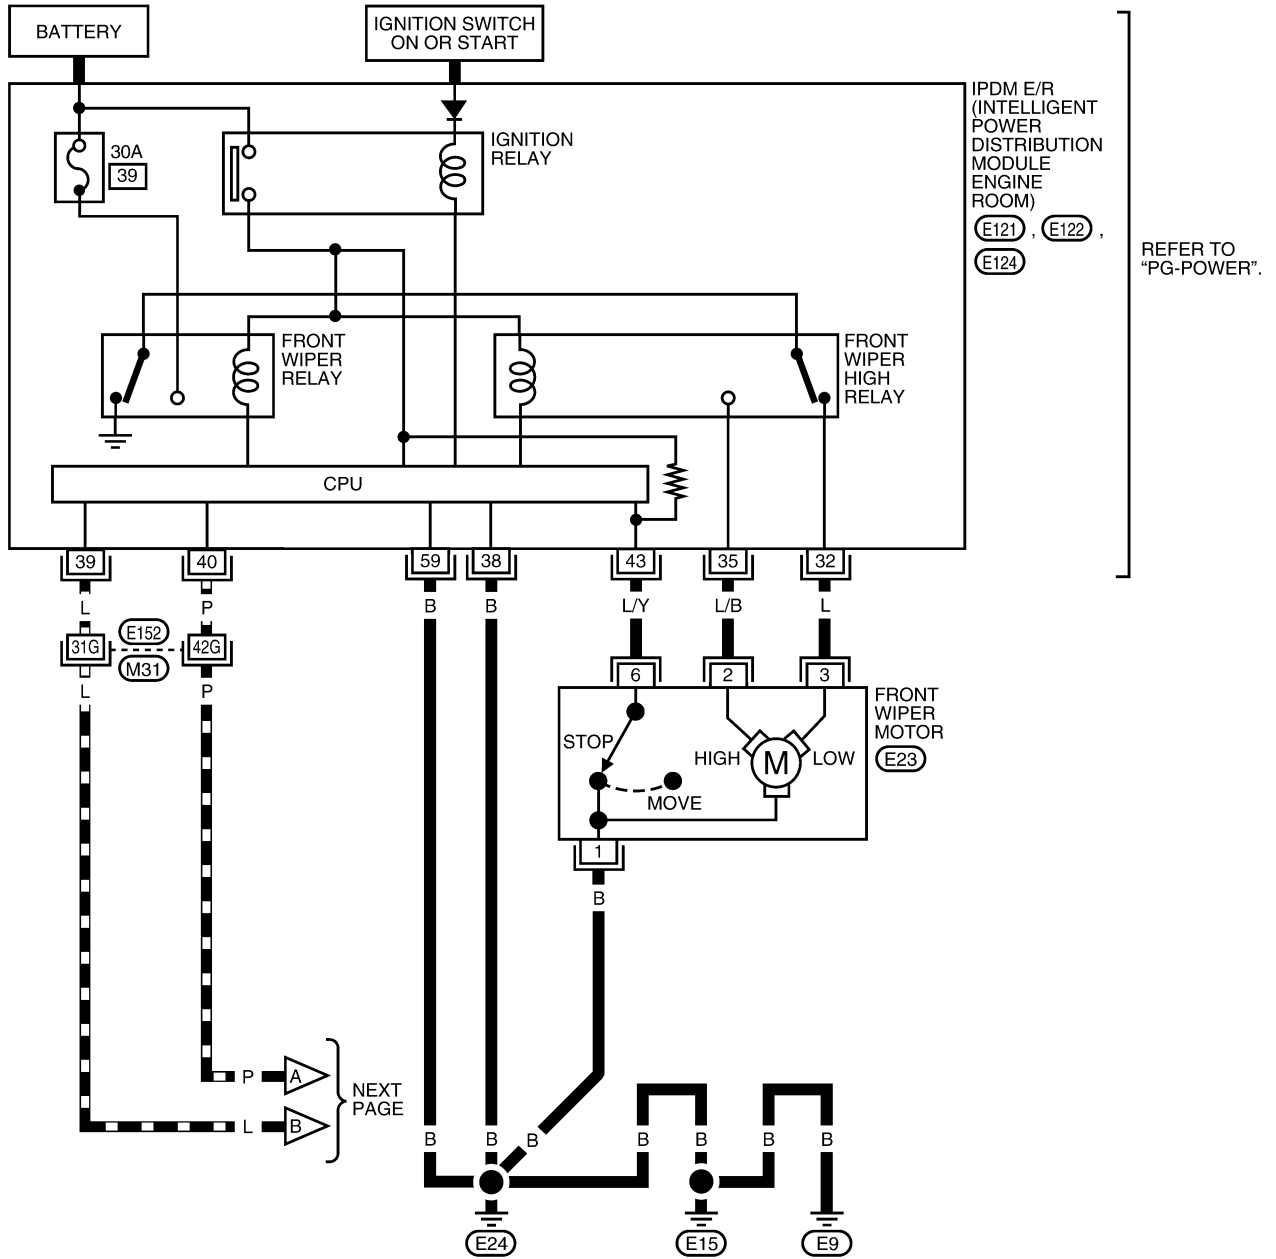 BATTERY
IGNITION SWITCH
ON OR START
IPDM E/R
(INTELLIGENT
POWER
DISTRIBUTION
MODULE
ENGINE
ROOM)
E121 , E122 ,
E124
REFER TO
“PG-POWER”.
30A
39
IGNITION
RELAY
FRONT
WIPER
RELAY
FRONT
WIPER
HIGH
RELAY
CPU
39 40 59 38 43 35 32
L P B B L/Y L/B L
31G E152 42G
M31
L P
6 2 3
FRONT
WIPER
MOTOR
E23
STOP
HIGH M LOW
MOVE
1
B
P A
L B
NEXT
PAGE
B B B B B B B
E24 E15 E9